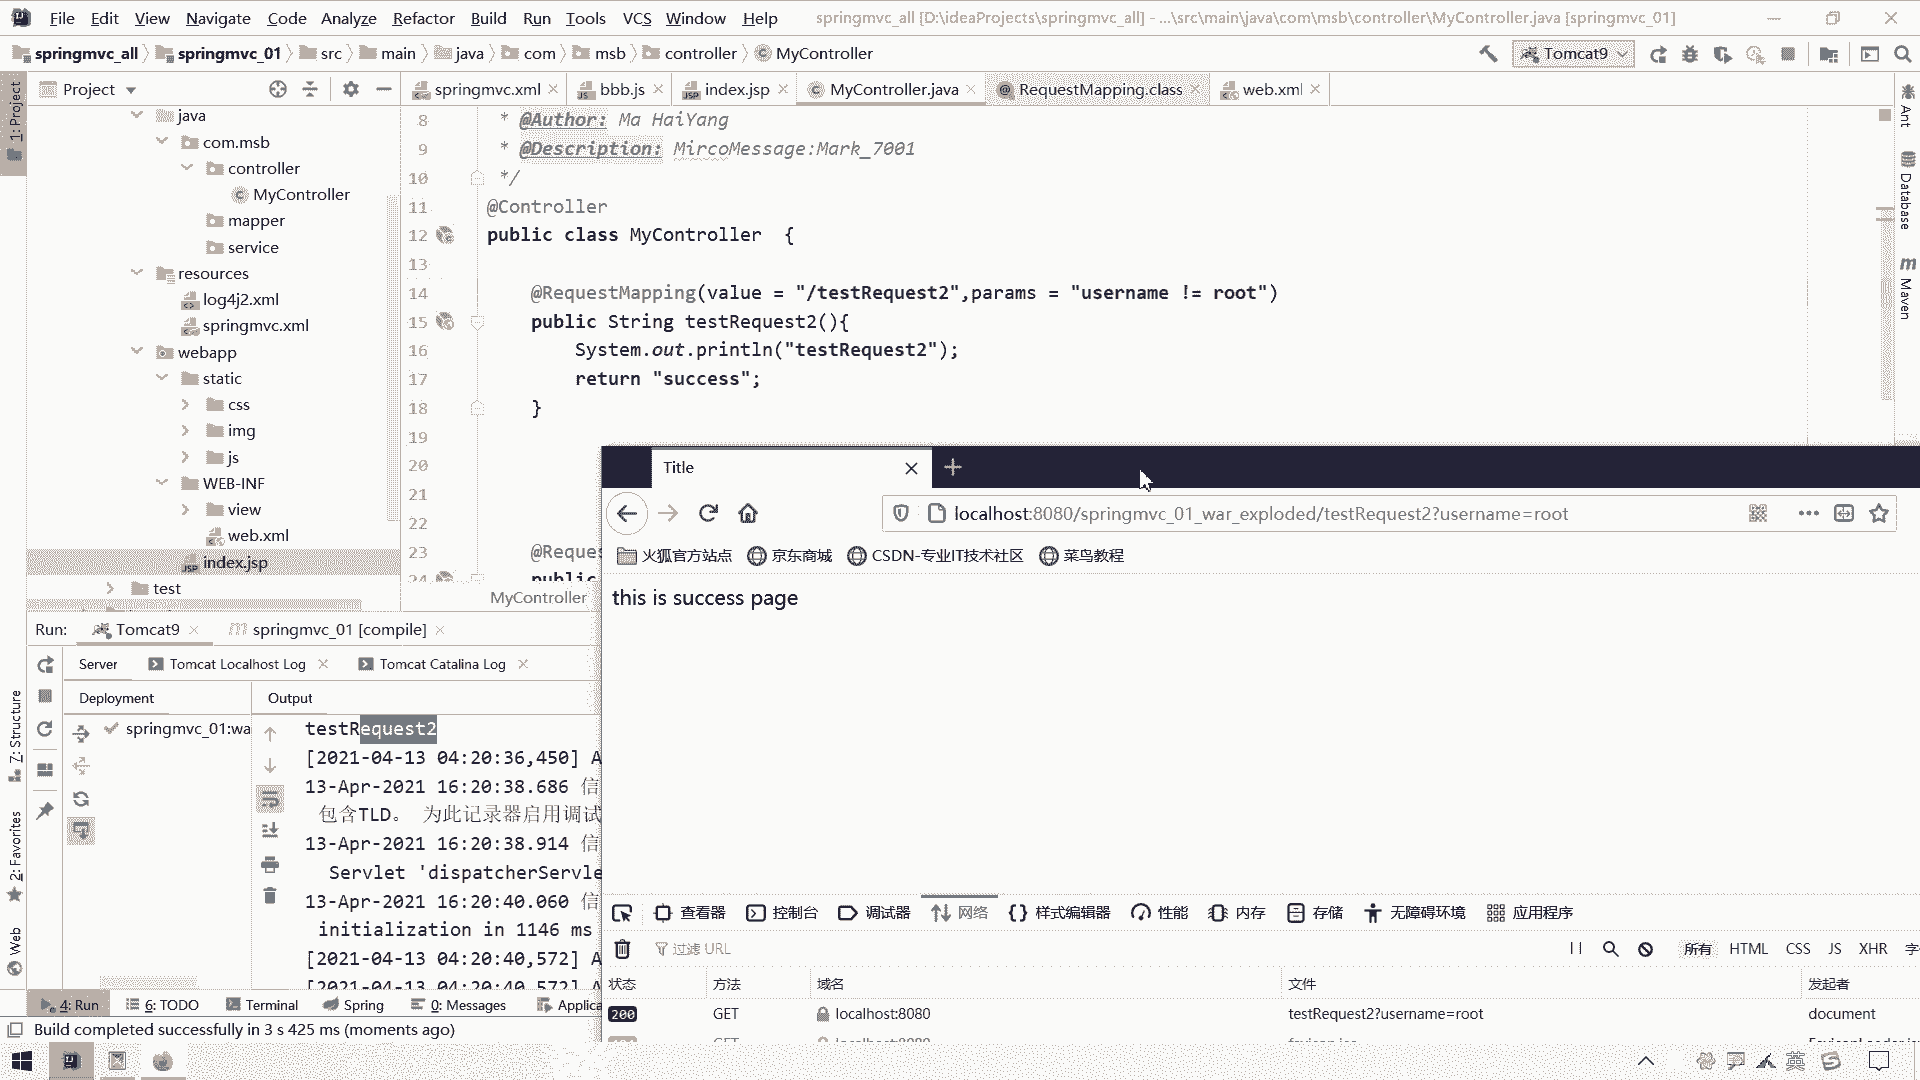 File Edit View Navigate Code Analyze Refactor Build Run Tools VCS Window Help springmvc_all [D:\ideaProjects\springmvc_all] - ...\src\main\java\com\msb\controller\MyController.java [springmvc_01]
springmvc_all springmvc_01 src main java com msb controller MyController Tomcat9
Project springmvc.xml bbb.js index.jsp MyController.java RequestMapping.class web.xml
1: Project
Ant
Database
Maven
java
com.msb
controller
MyController
mapper
service
resources
log4j2.xml
springmvc.xml
webapp
static
css
img
js
WEB-INF
view
web.xml
index.jsp
test
8 * @Author: Ma HaiYang
9 * @Description: MircoMessage:Mark_7001
10 */
11 @Controller
12 public class MyController {
13
14 @RequestMapping(value = "/testRequest2",params = "username != root")
15 public String testRequest2(){
16 System.out.println("testRequest2");
17 return "success";
18 }
19
20
21
22
23 @Reques
24 public
MyController
Title
localhost:8080/springmvc_01_war_exploded/testRequest2?username=root
火狐官方站点 京东商城 CSDN-专业IT技术社区 菜鸟教程
this is success page
Run: Tomcat9 springmvc_01 [compile]
Server Tomcat Localhost Log Tomcat Catalina Log
Deployment Output
springmvc_01:wa
testRequest2
[2021-04-13 04:20:36,450] A
13-Apr-2021 16:20:38.686 信
包含TLD。 为此记录器启用调试
13-Apr-2021 16:20:38.914 信
Servlet 'dispatcherServle
13-Apr-2021 16:20:40.060 信
initialization in 1146 ms
[2021-04-13 04:20:40,572] A
[2021-04-13 04:20:40,572] A
Z: Structure
2: Favorites
Web
查看器 控制台 调试器 网络 样式编辑器 性能 内存 存储 无障碍环境 应用程序
过滤 URL 所有 HTML CSS JS XHR 字
状态 方法 域名 文件 发起者
200 GET localhost:8080 testRequest2?username=root document
GET localhost:8080
4: Run 6: TODO Terminal Spring 0: Messages Applica
Build completed successfully in 3 s 425 ms (moments ago)
英